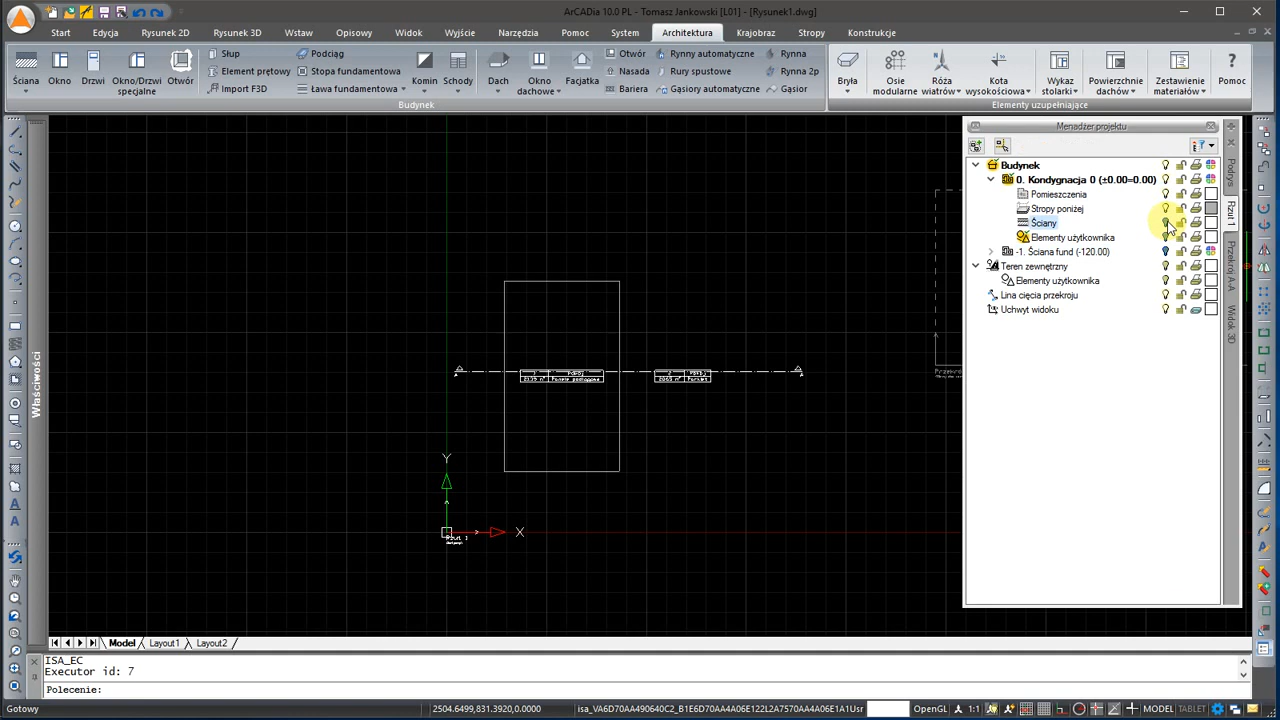 ArCADia 10.0 PL - Tomasz Jankowski [L01] - [Rysunek1.dwg]
Start Edycja Rysunek 2D Rysunek 3D Wstaw Opisowy Widok Wyjście Narzędzia Pomoc System Architektura Krajobraz Stropy Konstrukcje
Ściana Okno Drzwi Okno/Drzwi specjalne Otwór
Słup
Element prętowy
Import F3D
Podciąg
Stopa fundamentowa
Ława fundamentowa
Komin Schody Dach Okno dachowe Fasada Facjatka
Otwór
Nasada
Bariera
Rynny automatyczne
Rury spustowe
Gąsiory automatyczne
Rynna
Rynna 2p
Gąsior
Bryła Osie modularne Róża wiatrów Kota wysokościowa Wykaz stolarki Powierzchnie dachów Zestawienie materiałów Pomoc
Budynek
Elementy uzupełniające
Menadżer projektu
Budynek
0. Kondygnacja 0 (±0.00=0.00)
Pomieszczenia
Stropy poniżej
Ściany
Elementy użytkownika
-1. Ściana fund (-120.00)
Teren zewnętrzny
Elementy użytkownika
Lina cięcia przekroju
Uchwyt widoku
Podrys
Rzut 1
Przekrój A-A
Widok 3D
Właściwości
Y
X
Rzut 1
Model Layout1 Layout2
ISA_EC
Executor id: 7
Polecenie:
Gotowy 2504.6499,831.3920,0.0000 isa_VA6D70AA490640C2_B1E6D70AA4A06E122L2A7570AA4A06E1A1Usr OpenGL 1:1 MODEL TABLET